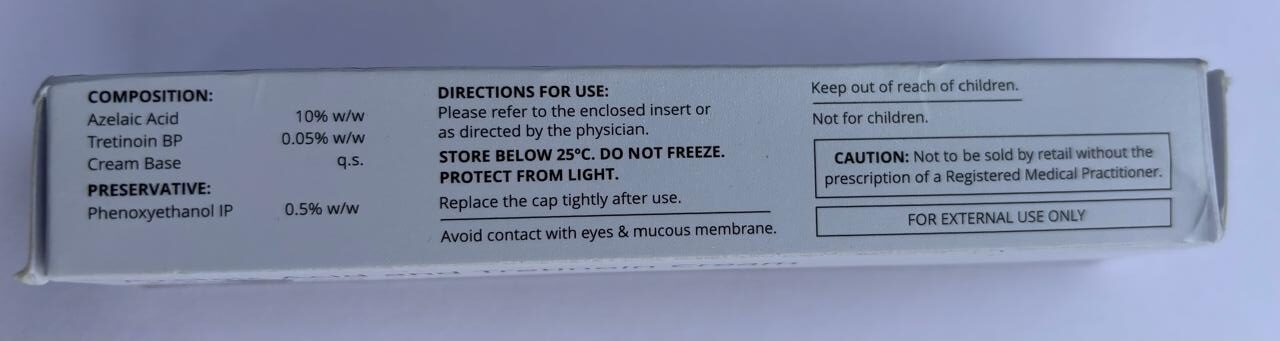 COMPOSITION:
Azelaic Acid 10% w/w
Tretinoin BP 0.05% w/w
Cream Base q.s.
PRESERVATIVE:
Phenoxyethanol IP 0.5% w/w
DIRECTIONS FOR USE:
Please refer to the enclosed insert or
as directed by the physician.
STORE BELOW 25°C. DO NOT FREEZE.
PROTECT FROM LIGHT.
Replace the cap tightly after use.
Avoid contact with eyes & mucous membrane.
Keep out of reach of children.
Not for children.
CAUTION: Not to be sold by retail without the
prescription of a Registered Medical Practitioner.
FOR EXTERNAL USE ONLY
Acid and Tretinoin Cream